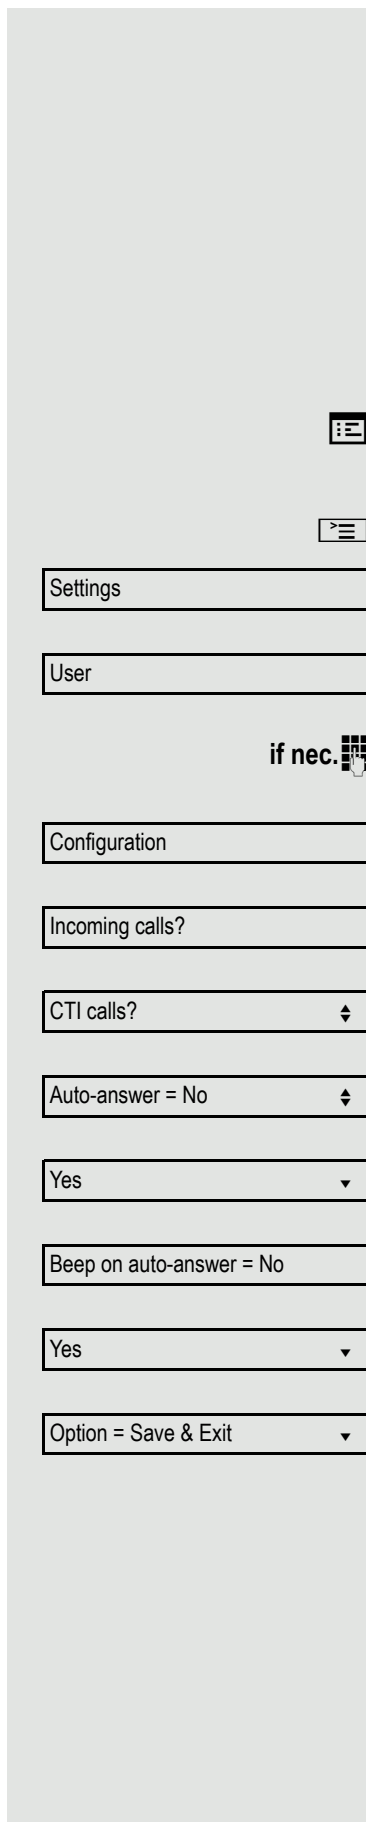 Settings
User
if nec.
Configuration
Incoming calls?
CTI calls?
Auto-answer = No
Yes
Beep on auto-answer = No
Yes
Option = Save & Exit